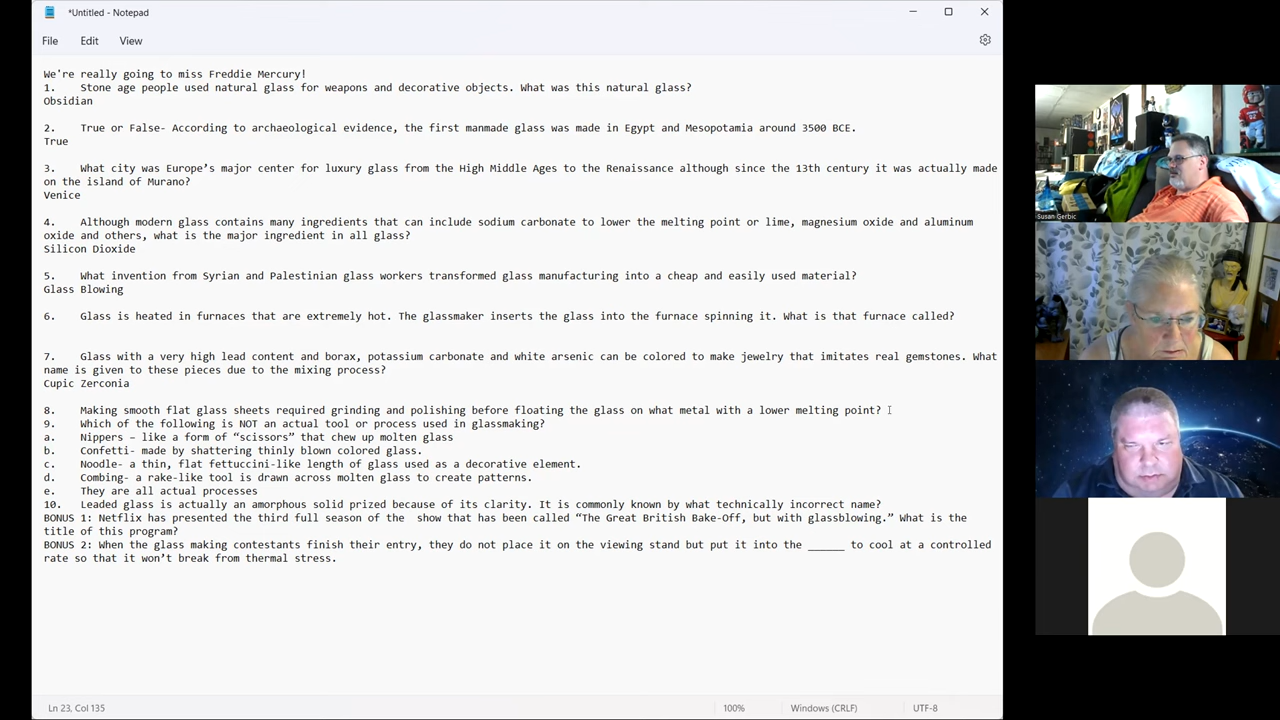 *Untitled - Notepad
File Edit View
We're really going to miss Freddie Mercury!
1. Stone age people used natural glass for weapons and decorative objects. What was this natural glass?
Obsidian
2. True or False- According to archaeological evidence, the first manmade glass was made in Egypt and Mesopotamia around 3500 BCE.
True
3. What city was Europe’s major center for luxury glass from the High Middle Ages to the Renaissance although since the 13th century it was actually made
on the island of Murano?
Venice
4. Although modern glass contains many ingredients that can include sodium carbonate to lower the melting point or lime, magnesium oxide and aluminum
oxide and others, what is the major ingredient in all glass?
Silicon Dioxide
5. What invention from Syrian and Palestinian glass workers transformed glass manufacturing into a cheap and easily used material?
Glass Blowing
6. Glass is heated in furnaces that are extremely hot. The glassmaker inserts the glass into the furnace spinning it. What is that furnace called?
7. Glass with a very high lead content and borax, potassium carbonate and white arsenic can be colored to make jewelry that imitates real gemstones. What
name is given to these pieces due to the mixing process?
Cupic Zerconia
8. Making smooth flat glass sheets required grinding and polishing before floating the glass on what metal with a lower melting point?
9. Which of the following is NOT an actual tool or process used in glassmaking?
a. Nippers – like a form of “scissors” that chew up molten glass
b. Confetti- made by shattering thinly blown colored glass.
c. Noodle- a thin, flat fettuccini-like length of glass used as a decorative element.
d. Combing- a rake-like tool is drawn across molten glass to create patterns.
e. They are all actual processes
10. Leaded glass is actually an amorphous solid prized because of its clarity. It is commonly known by what technically incorrect name?
BONUS 1: Netflix has presented the third full season of the  show that has been called “The Great British Bake-Off, but with glassblowing.” What is the
title of this program?
BONUS 2: When the glass making contestants finish their entry, they do not place it on the viewing stand but put it into the ______ to cool at a controlled
rate so that it won’t break from thermal stress.
Susan Gerbic
Ln 23, Col 135 100% Windows (CRLF) UTF-8